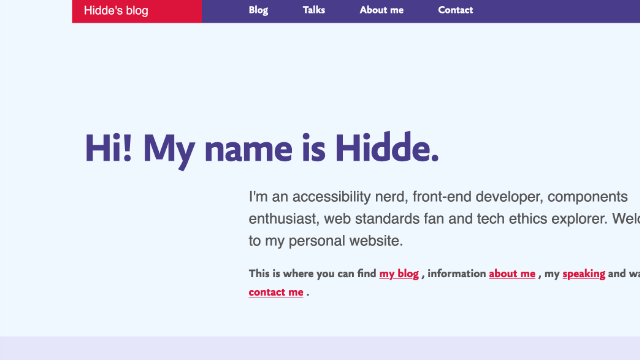 Hidde's blog
Blog Talks About me Contact
Hi! My name is Hidde.
I'm an accessibility nerd, front-end developer, components
enthusiast, web standards fan and tech ethics explorer.
to my personal website.
This is where you can find my blog , information about me , my speaking and
contact me .